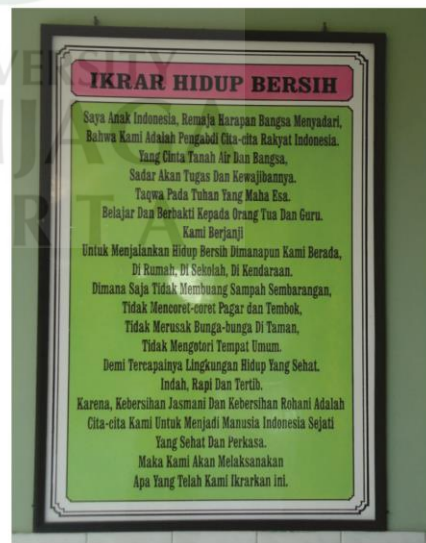 IKRAR HIDUP BERSIH
Saya Anak Indonesia, Remaja Harapan Bangsa Menyadari,
Bahwa Kami Adalah Pengabdi Cita-cita Rakyat Indonesia.
Yang Cinta Tanah Air Dan Bangsa,
Sadar Akan Tugas Dan Kewajibannya.
Taqwa Pada Tuhan Yang Maha Esa.
Belajar Dan Berbakti Kepada Orang Tua Dan Guru.
Kami Berjanji
Untuk Menjalankan Hidup Bersih Dimanapun Kami Berada,
Di Rumah, Di Sekolah, Di Kendaraan.
Dimana Saja Tidak Membuang Sampah Sembarangan,
Tidak Mencoret-coret Pagar dan Tembok,
Tidak Merusak Bunga-bunga Di Taman,
Tidak Mengotori Tempat Umum.
Demi Tercapainya Lingkungan Hidup Yang Sehat.
Indah, Rapi Dan Tertib.
Karena, Kebersihan Jasmani Dan Kebersihan Rohani Adalah
Cita-cita Kami Untuk Menjadi Manusia Indonesia Sejati
Yang Sehat Dan Perkasa.
Maka Kami Akan Melaksanakan
Apa Yang Telah Kami Ikrarkan ini.